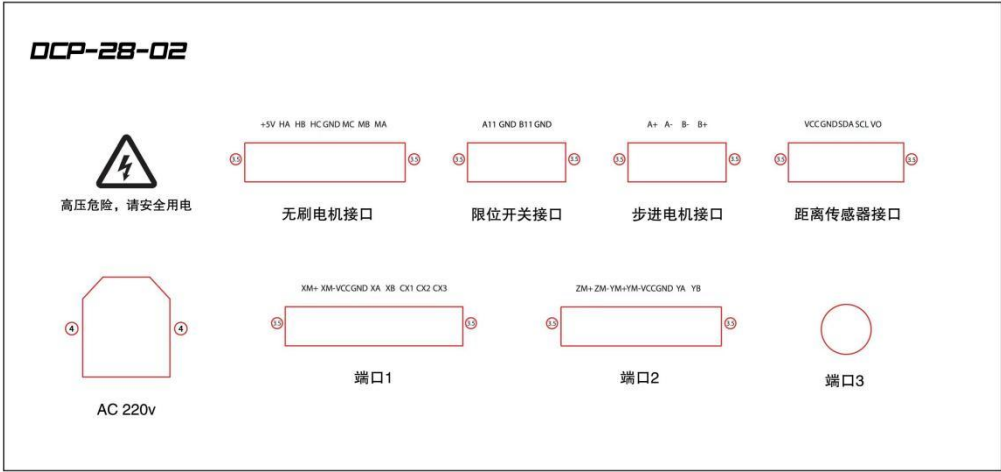 DCP-28-02
高压危险，请安全用电
+5V HA HB HC GND MC MB MA
3.5 3.5
无刷电机接口
A11 GND B11 GND
3.5 3.5
限位开关接口
A+ A- B- B+
3.5 3.5
步进电机接口
VCC GND SDA SCL VO
3.5 3.5
距离传感器接口
4 4
AC 220v
XM+ XM-VCC GND XA XB CX1 CX2 CX3
3.5 3.5
端口1
ZM+ ZM- YM+ YM-VCC GND YA YB
3.5 3.5
端口2
端口3